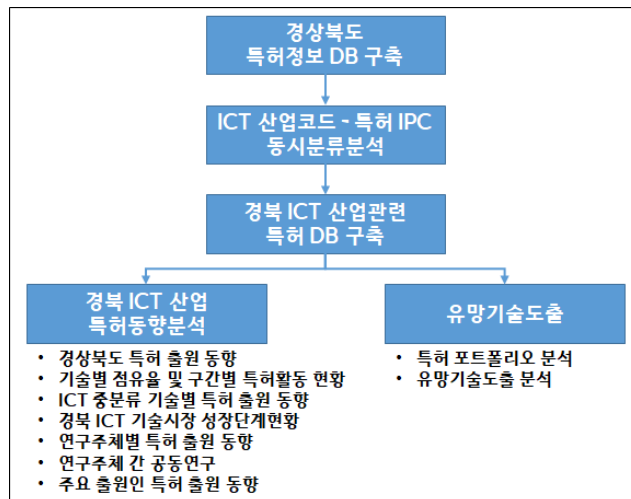 경상북도
특허정보 DB 구축
ICT 산업코드 - 특허 IPC
동시분류분석
경북 ICT 산업관련
특허 DB 구축
경북 ICT 산업
특허동향분석
• 경상북도 특허 출원 동향
• 기술별 점유율 및 구간별 특허활동 현황
• ICT 중분류 기술별 특허 출원 동향
• 경북 ICT 기술시장 성장단계현황
• 연구주체별 특허 출원 동향
• 연구주체 간 공동연구
• 주요 출원인 특허 출원 동향
유망기술도출
• 특허 포트폴리오 분석
• 유망기술도출 분석